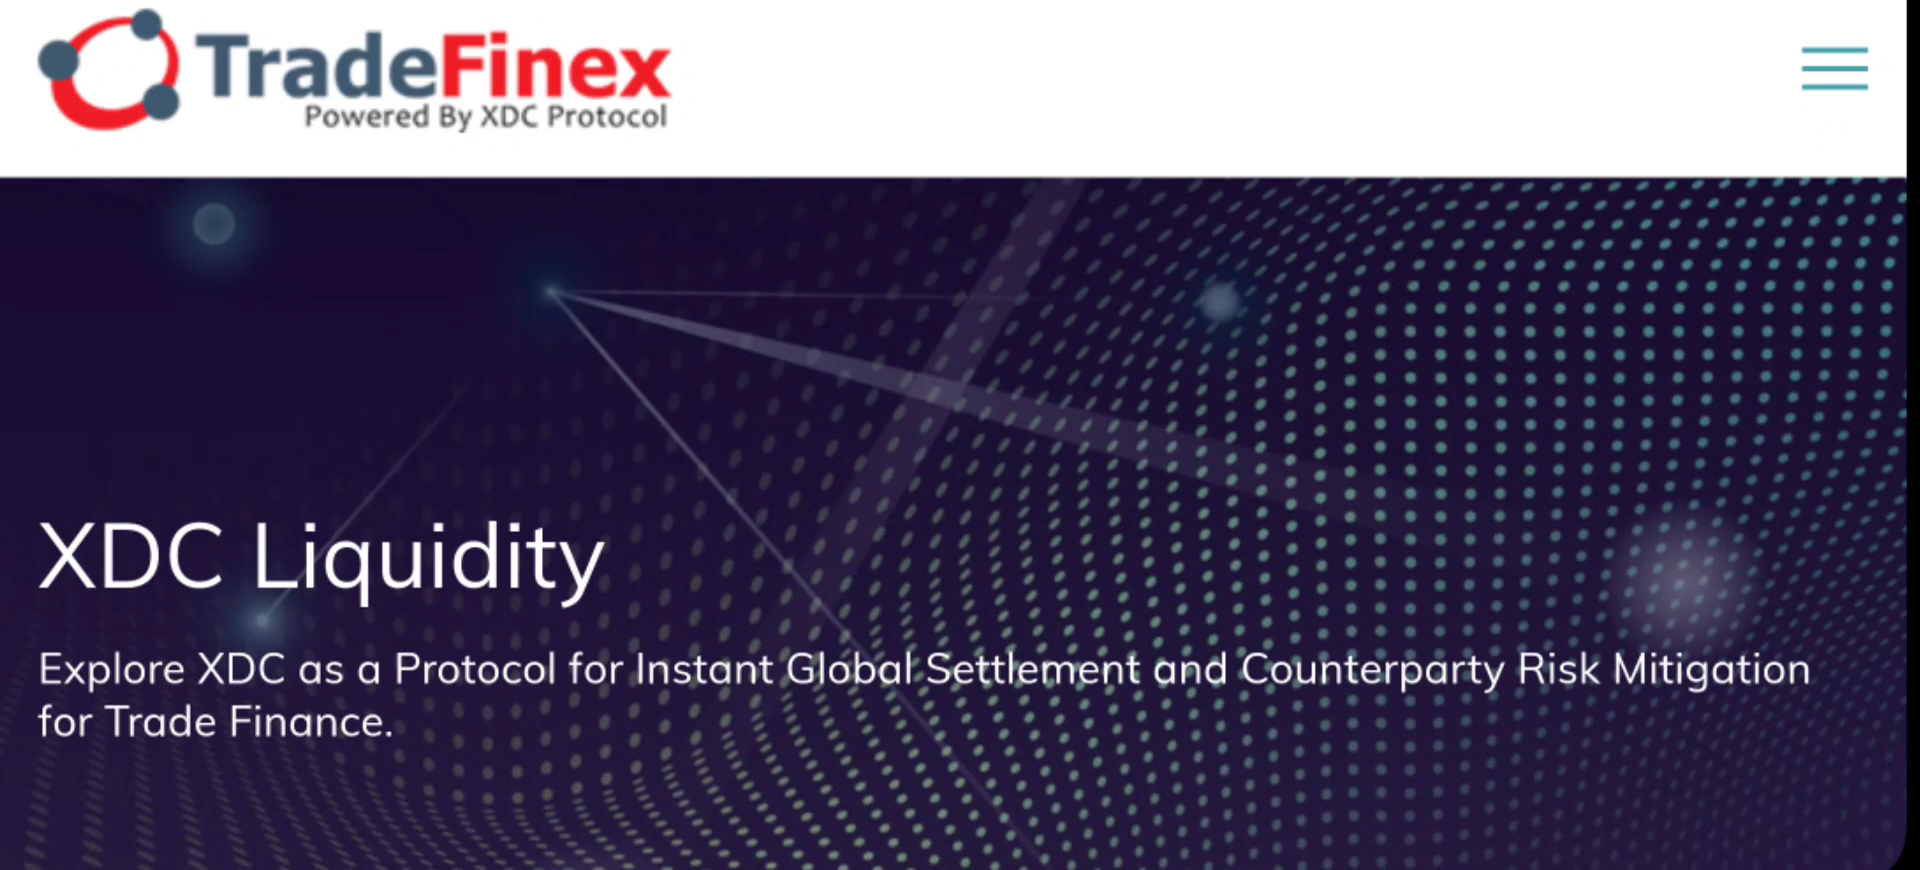 TradeFinex
Powered By XDC Protocol
XDC Liquidity
Explore XDC as a Protocol for Instant Global Settlement and Counterparty Risk Mitigation
for Trade Finance.